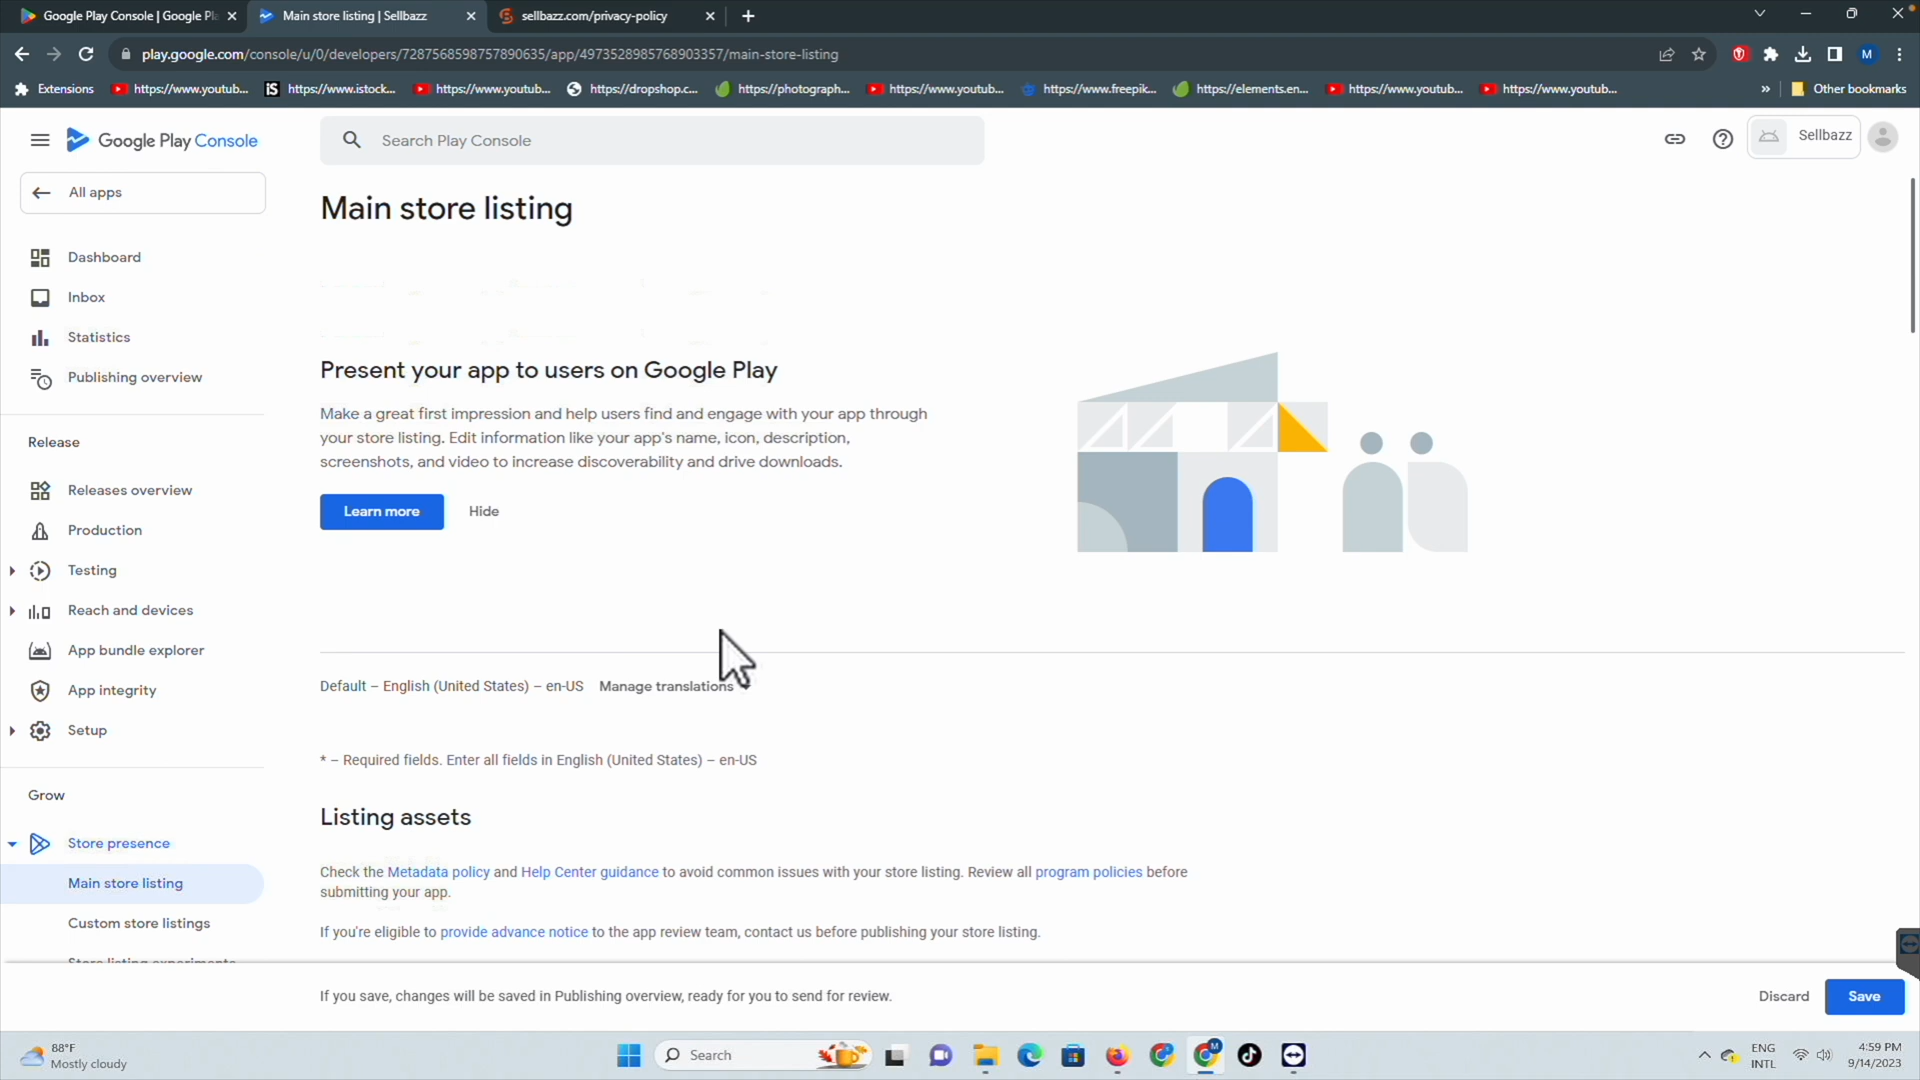 Google Play Console | Google Pla
Main store listing | Sellbazz
sellbazz.com/privacy-policy
play.google.com/console/u/0/developers/7287568598757890635/app/4973528985768903357/main-store-listing
M
Extensions
https://www.youtub...
iS https://www.istock...
https://www.youtub...
https://dropshop.c...
https://photograph...
https://www.youtub...
https://www.freepik...
https://elements.en...
https://www.youtub...
https://www.youtub...
»
Other bookmarks
Google Play Console
Search Play Console
Sellbazz
All apps
Dashboard
Inbox
Statistics
Publishing overview
Release
Releases overview
Production
Testing
Reach and devices
App bundle explorer
App integrity
Setup
Grow
Store presence
Main store listing
Custom store listings
Store listing experiments
Main store listing
Present your app to users on Google Play
Make a great first impression and help users find and engage with your app through
your store listing. Edit information like your app's name, icon, description,
screenshots, and video to increase discoverability and drive downloads.
Learn more
Hide
Default – English (United States) – en-US
Manage translations
* – Required fields. Enter all fields in English (United States) – en-US
Listing assets
Check the Metadata policy and Help Center guidance to avoid common issues with your store listing. Review all program policies before
submitting your app.
If you're eligible to provide advance notice to the app review team, contact us before publishing your store listing.
If you save, changes will be saved in Publishing overview, ready for you to send for review.
Discard
Save
88°F
Mostly cloudy
Search
M
ENG
INTL
4:59 PM
9/14/2023